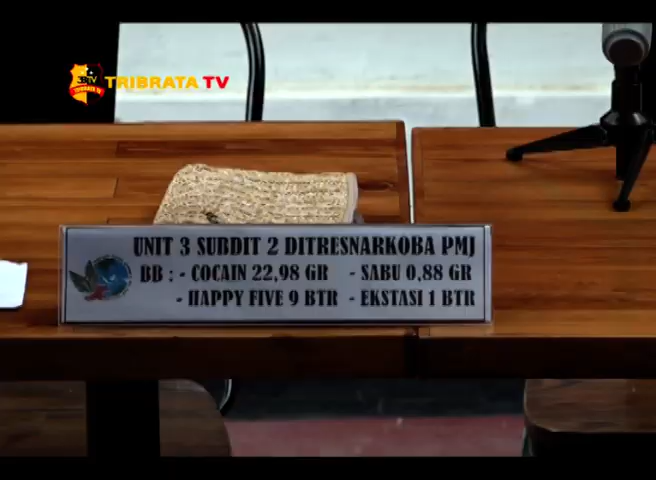 TRIBRATA TV
UNIT 3 SUBDIT 2 DITRESNARKOBA PMJ
BB : - COCAIN 22,98 GR - SABU 0,88 GR
- HAPPY FIVE 9 BTR - EKSTASI 1 BTR